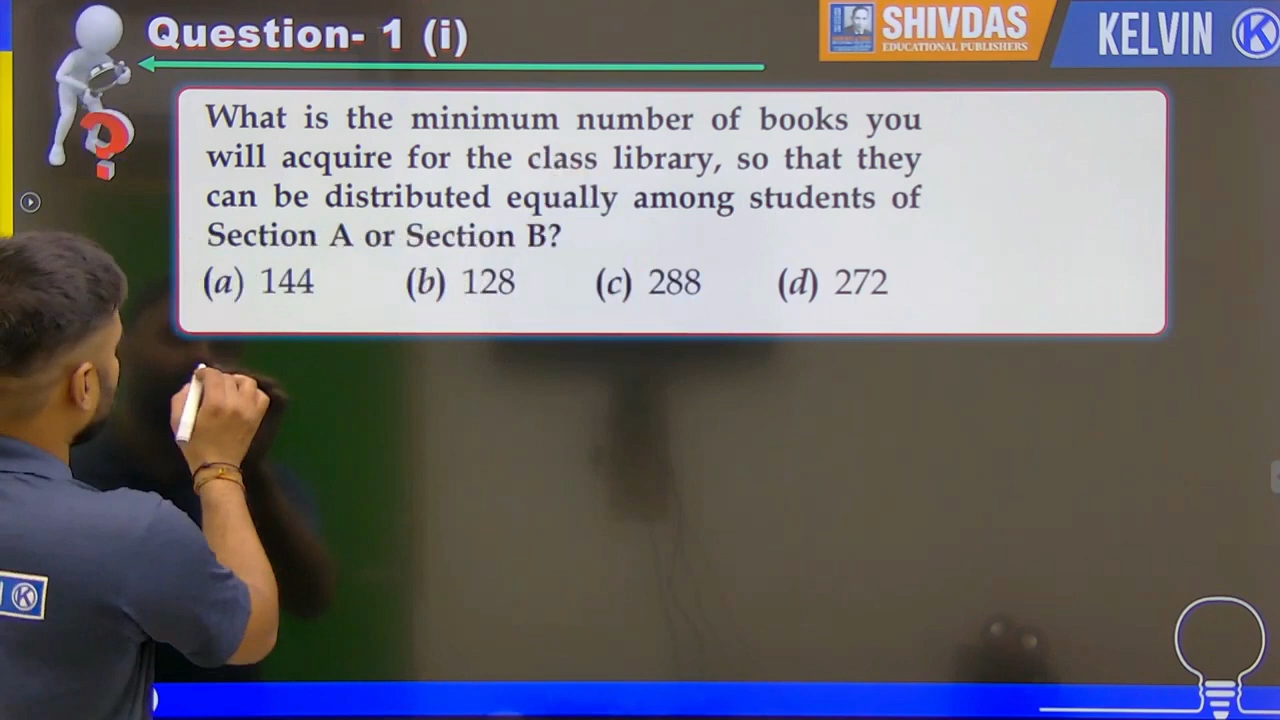 Question- 1 (i)
SHIVDAS
EDUCATIONAL PUBLISHERS
KELVIN K
What is the minimum number of books you
will acquire for the class library, so that they
can be distributed equally among students of
Section A or Section B?
(a) 144 (b) 128 (c) 288 (d) 272
K